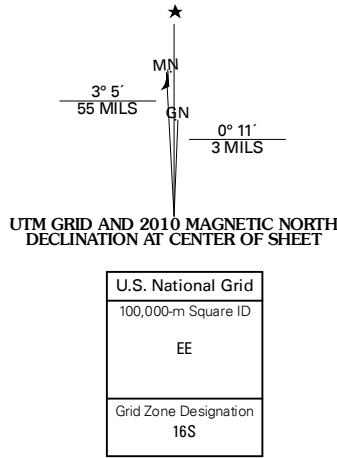 ★
MN
3° 5´
55 MILS
GN
0° 11´
3 MILS
UTM GRID AND 2010 MAGNETIC NORTH
DECLINATION AT CENTER OF SHEET
U.S. National Grid
100,000-m Square ID
EE
Grid Zone Designation
16S